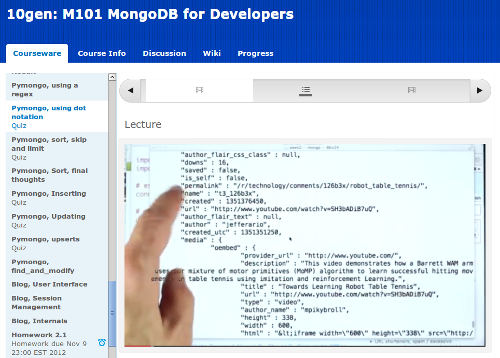 10gen: M101 MongoDB for Developers
Courseware
Course Info
Discussion
Wiki
Progress
Pymongo, using a
regex
Pymongo, using dot
notation
Quiz
Pymongo, sort, skip
and limit
Quiz
Pymongo, Sort, final
thoughts
Pymongo, Inserting
Quiz
Pymongo, Updating
Quiz
Pymongo, upserts
Quiz
Pymongo,
find_and_modify
Blog, User Interface
Blog, Session
Management
Blog, Internals
Homework 2.1
Homework due Nov 9
23:00 EST 2012
Lecture
"author_flair_css_class" : null,
"downs" : 16,
"saved" : false,
"is_self" : false,
"permalink" : "/r/technology/comments/126b3x/robot_table_tennis/",
"name" : "t3_126b3x",
"created" : 1351376450,
"url" : "http://www.youtube.com/watch?v=SH3bADiB7uQ",
"author_flair_text" : null,
"author" : "jefferario",
"created_utc" : 1351351250,
"media" : {
"oembed" : {
"provider_url" : "http://www.youtube.com/",
"description" : "This video demonstrates how a Barrett WAM arm
uses our mixture of motor primitives (MoMP) algorithm to learn successful hitting mov
in our table tennis using imitation and reinforcement learning.",
"title" : "Towards Learning Robot Table Tennis",
"url" : "http://www.youtube.com/watch?v=SH3bADiB7uQ",
"type" : "video",
"author_name" : "mpikybroll",
"height" : 338,
"width" : 600,
"html" : "&lt;iframe width=\"600\" height=\"338\" src=\"http:/